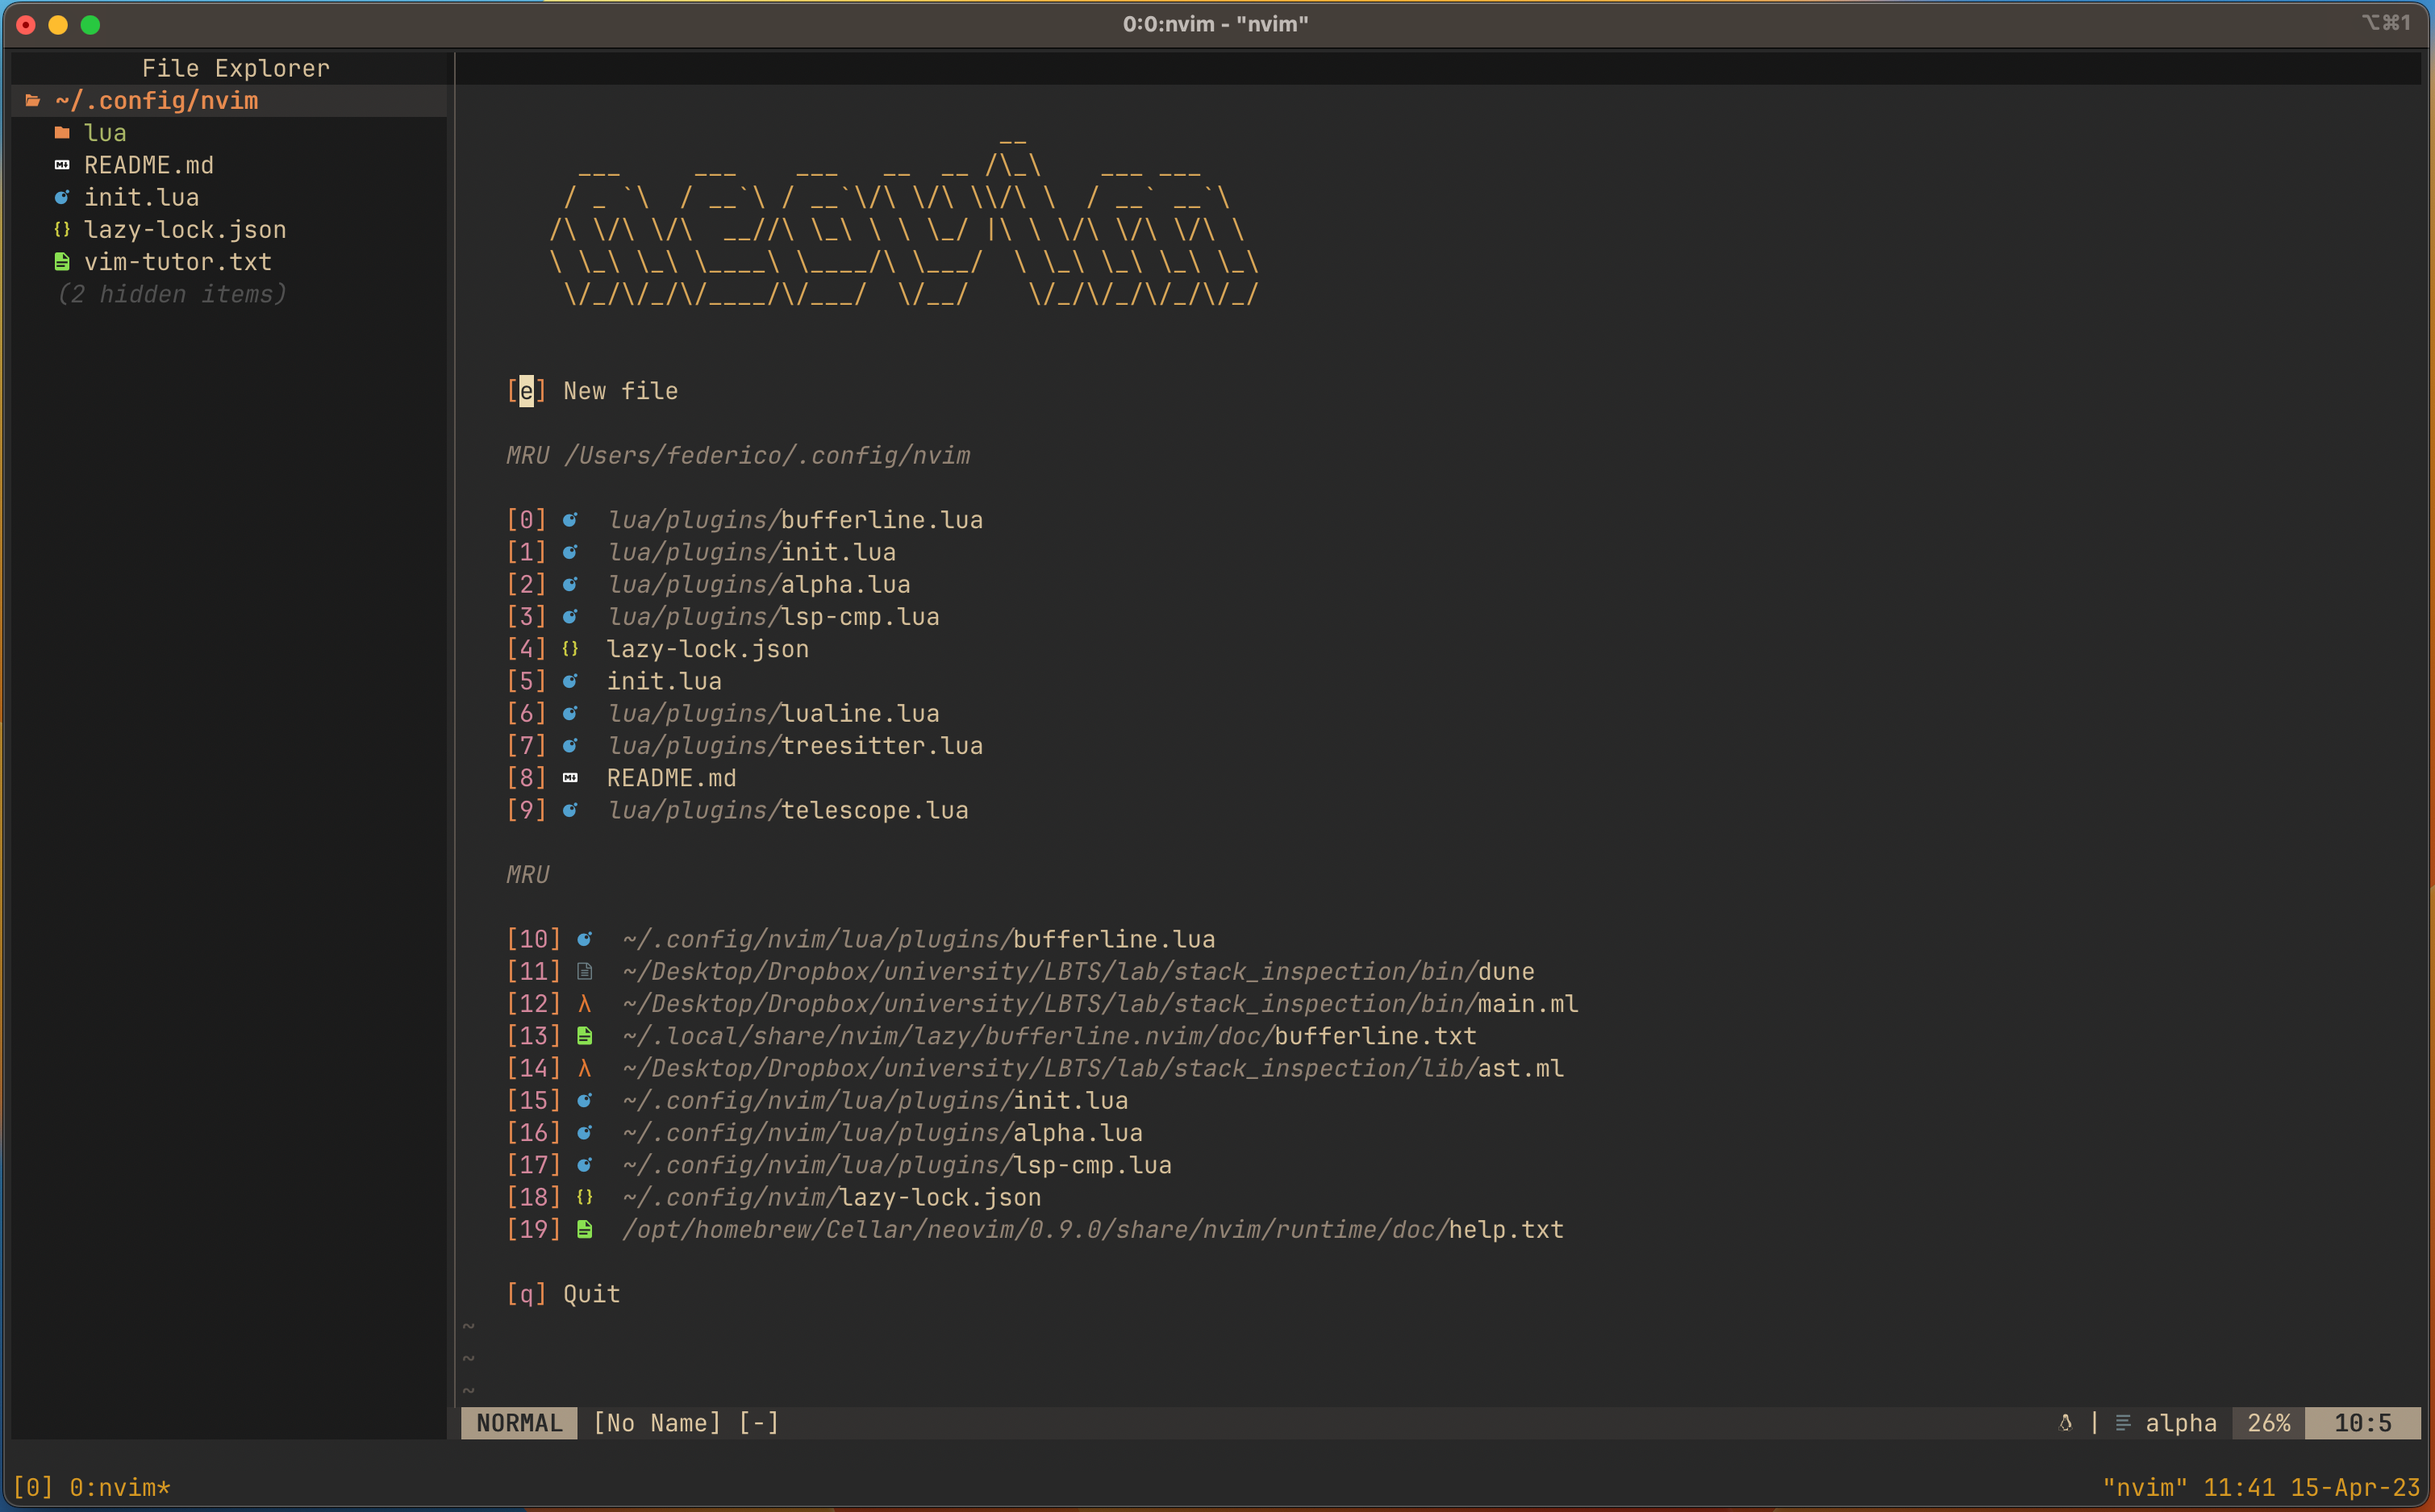 0:0:nvim - "nvim"
⌥⌘1
File Explorer
~/.config/nvim
lua
README.md
init.lua
lazy-lock.json
vim-tutor.txt
(2 hidden items)
neovim
[e] New file
MRU /Users/federico/.config/nvim
[0] lua/plugins/bufferline.lua
[1] lua/plugins/init.lua
[2] lua/plugins/alpha.lua
[3] lua/plugins/lsp-cmp.lua
[4] {} lazy-lock.json
[5] init.lua
[6] lua/plugins/lualine.lua
[7] lua/plugins/treesitter.lua
[8] README.md
[9] lua/plugins/telescope.lua
MRU
[10] ~/.config/nvim/lua/plugins/bufferline.lua
[11] ~/Desktop/Dropbox/university/LBTS/lab/stack_inspection/bin/dune
[12] λ ~/Desktop/Dropbox/university/LBTS/lab/stack_inspection/bin/main.ml
[13] ~/.local/share/nvim/lazy/bufferline.nvim/doc/bufferline.txt
[14] λ ~/Desktop/Dropbox/university/LBTS/lab/stack_inspection/lib/ast.ml
[15] ~/.config/nvim/lua/plugins/init.lua
[16] ~/.config/nvim/lua/plugins/alpha.lua
[17] ~/.config/nvim/lua/plugins/lsp-cmp.lua
[18] {} ~/.config/nvim/lazy-lock.json
[19] /opt/homebrew/Cellar/neovim/0.9.0/share/nvim/runtime/doc/help.txt
[q] Quit
~
~
~
NORMAL [No Name] [-] | alpha 26% 10:5
[0] 0:nvim* "nvim" 11:41 15-Apr-23